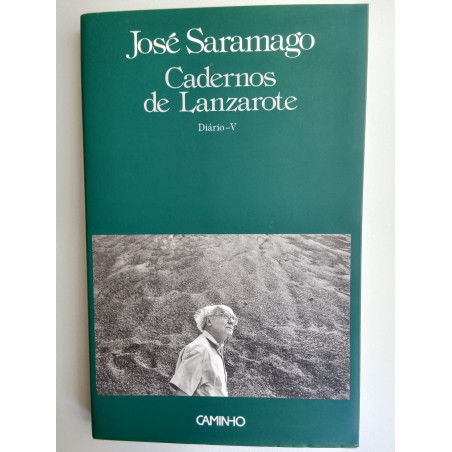 José Saramago
Cadernos
de Lanzarote
Diário-V
CAMINHO